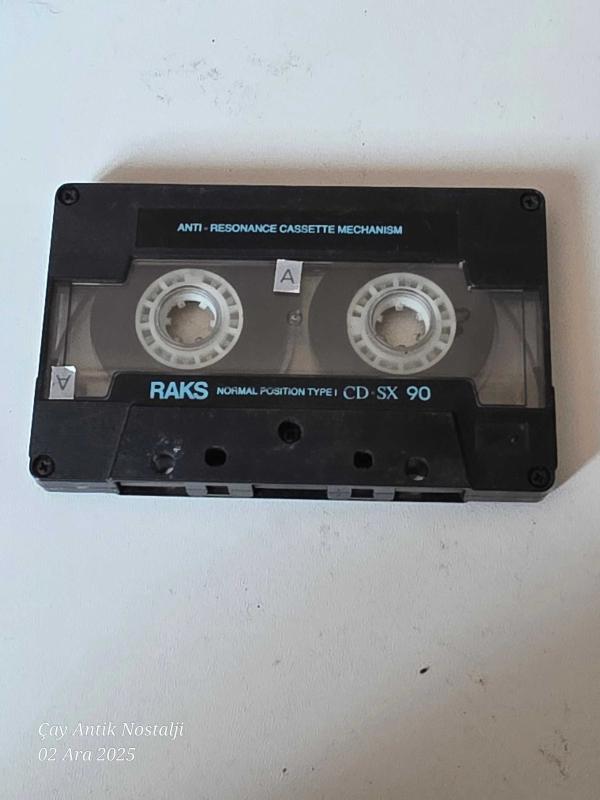 ANTI-RESONANCE CASSETTE MECHANISM
A
A
RAKS NORMAL POSITION TYPE I CD-SX 90
Çay Antik Nostalji
02 Ara 2025